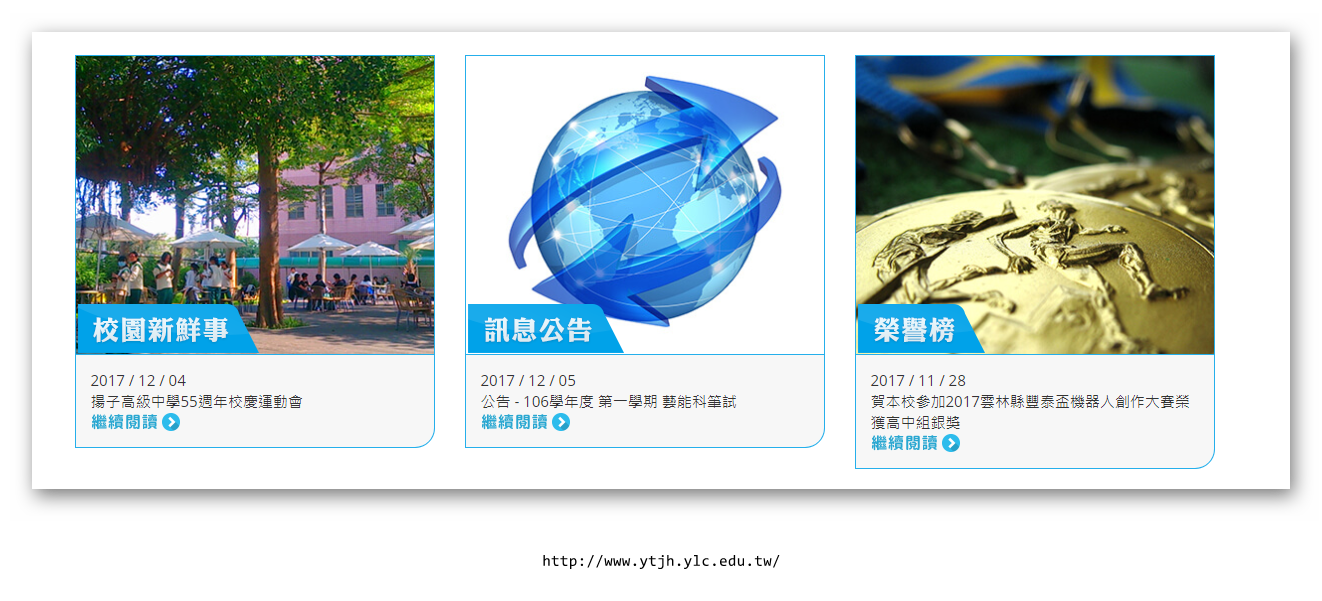 校園新鮮事
2017 / 12 / 04
揚子高級中學55週年校慶運動會
繼續閱讀
訊息公告
2017 / 12 / 05
公告 - 106學年度 第一學期 藝能科筆試
繼續閱讀
榮譽榜
2017 / 11 / 28
賀本校參加2017雲林縣豐泰盃機器人創作大賽榮
獲高中組銀獎
繼續閱讀
http://www.ytjh.ylc.edu.tw/